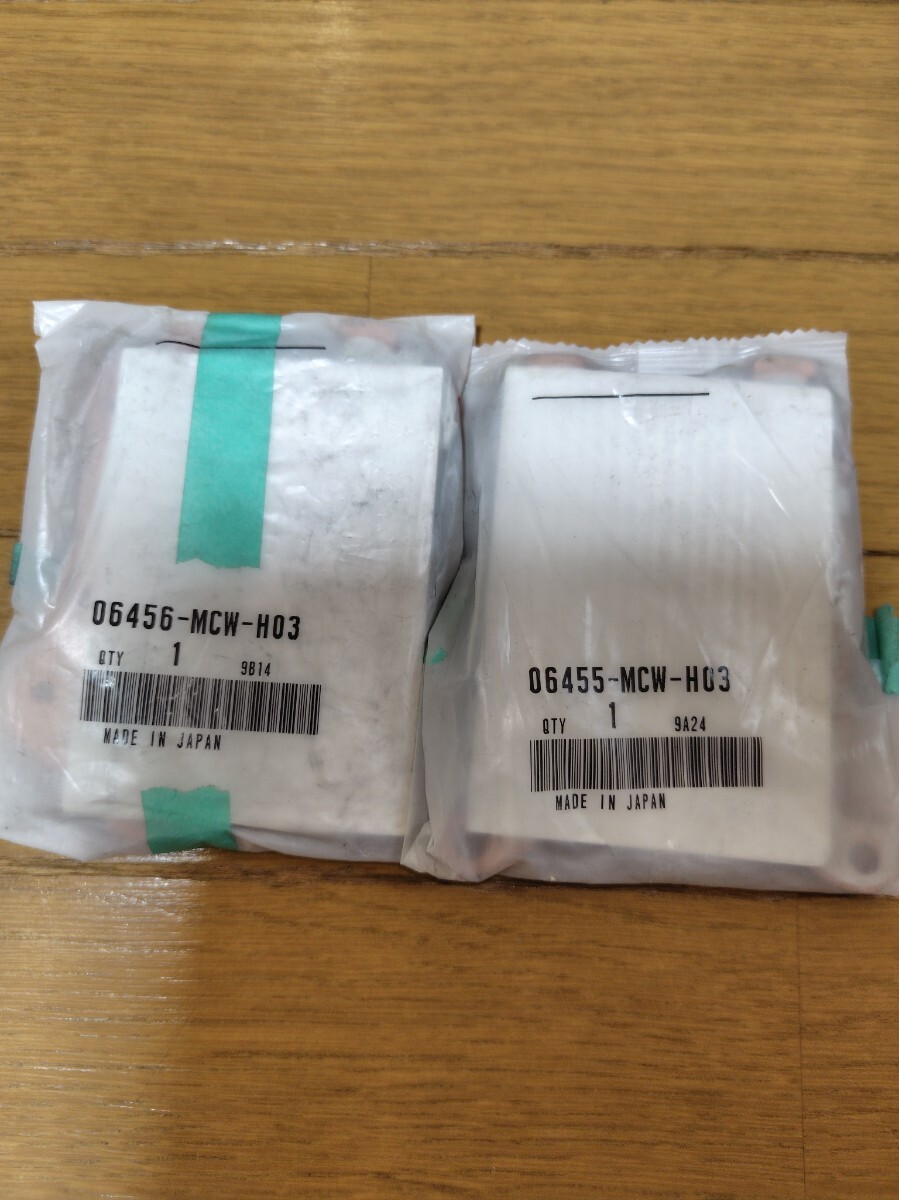 06456-MCW-H03
QTY 1 9B14
MADE IN JAPAN
06455-MCW-H03
QTY 1 9A24
MADE IN JAPAN